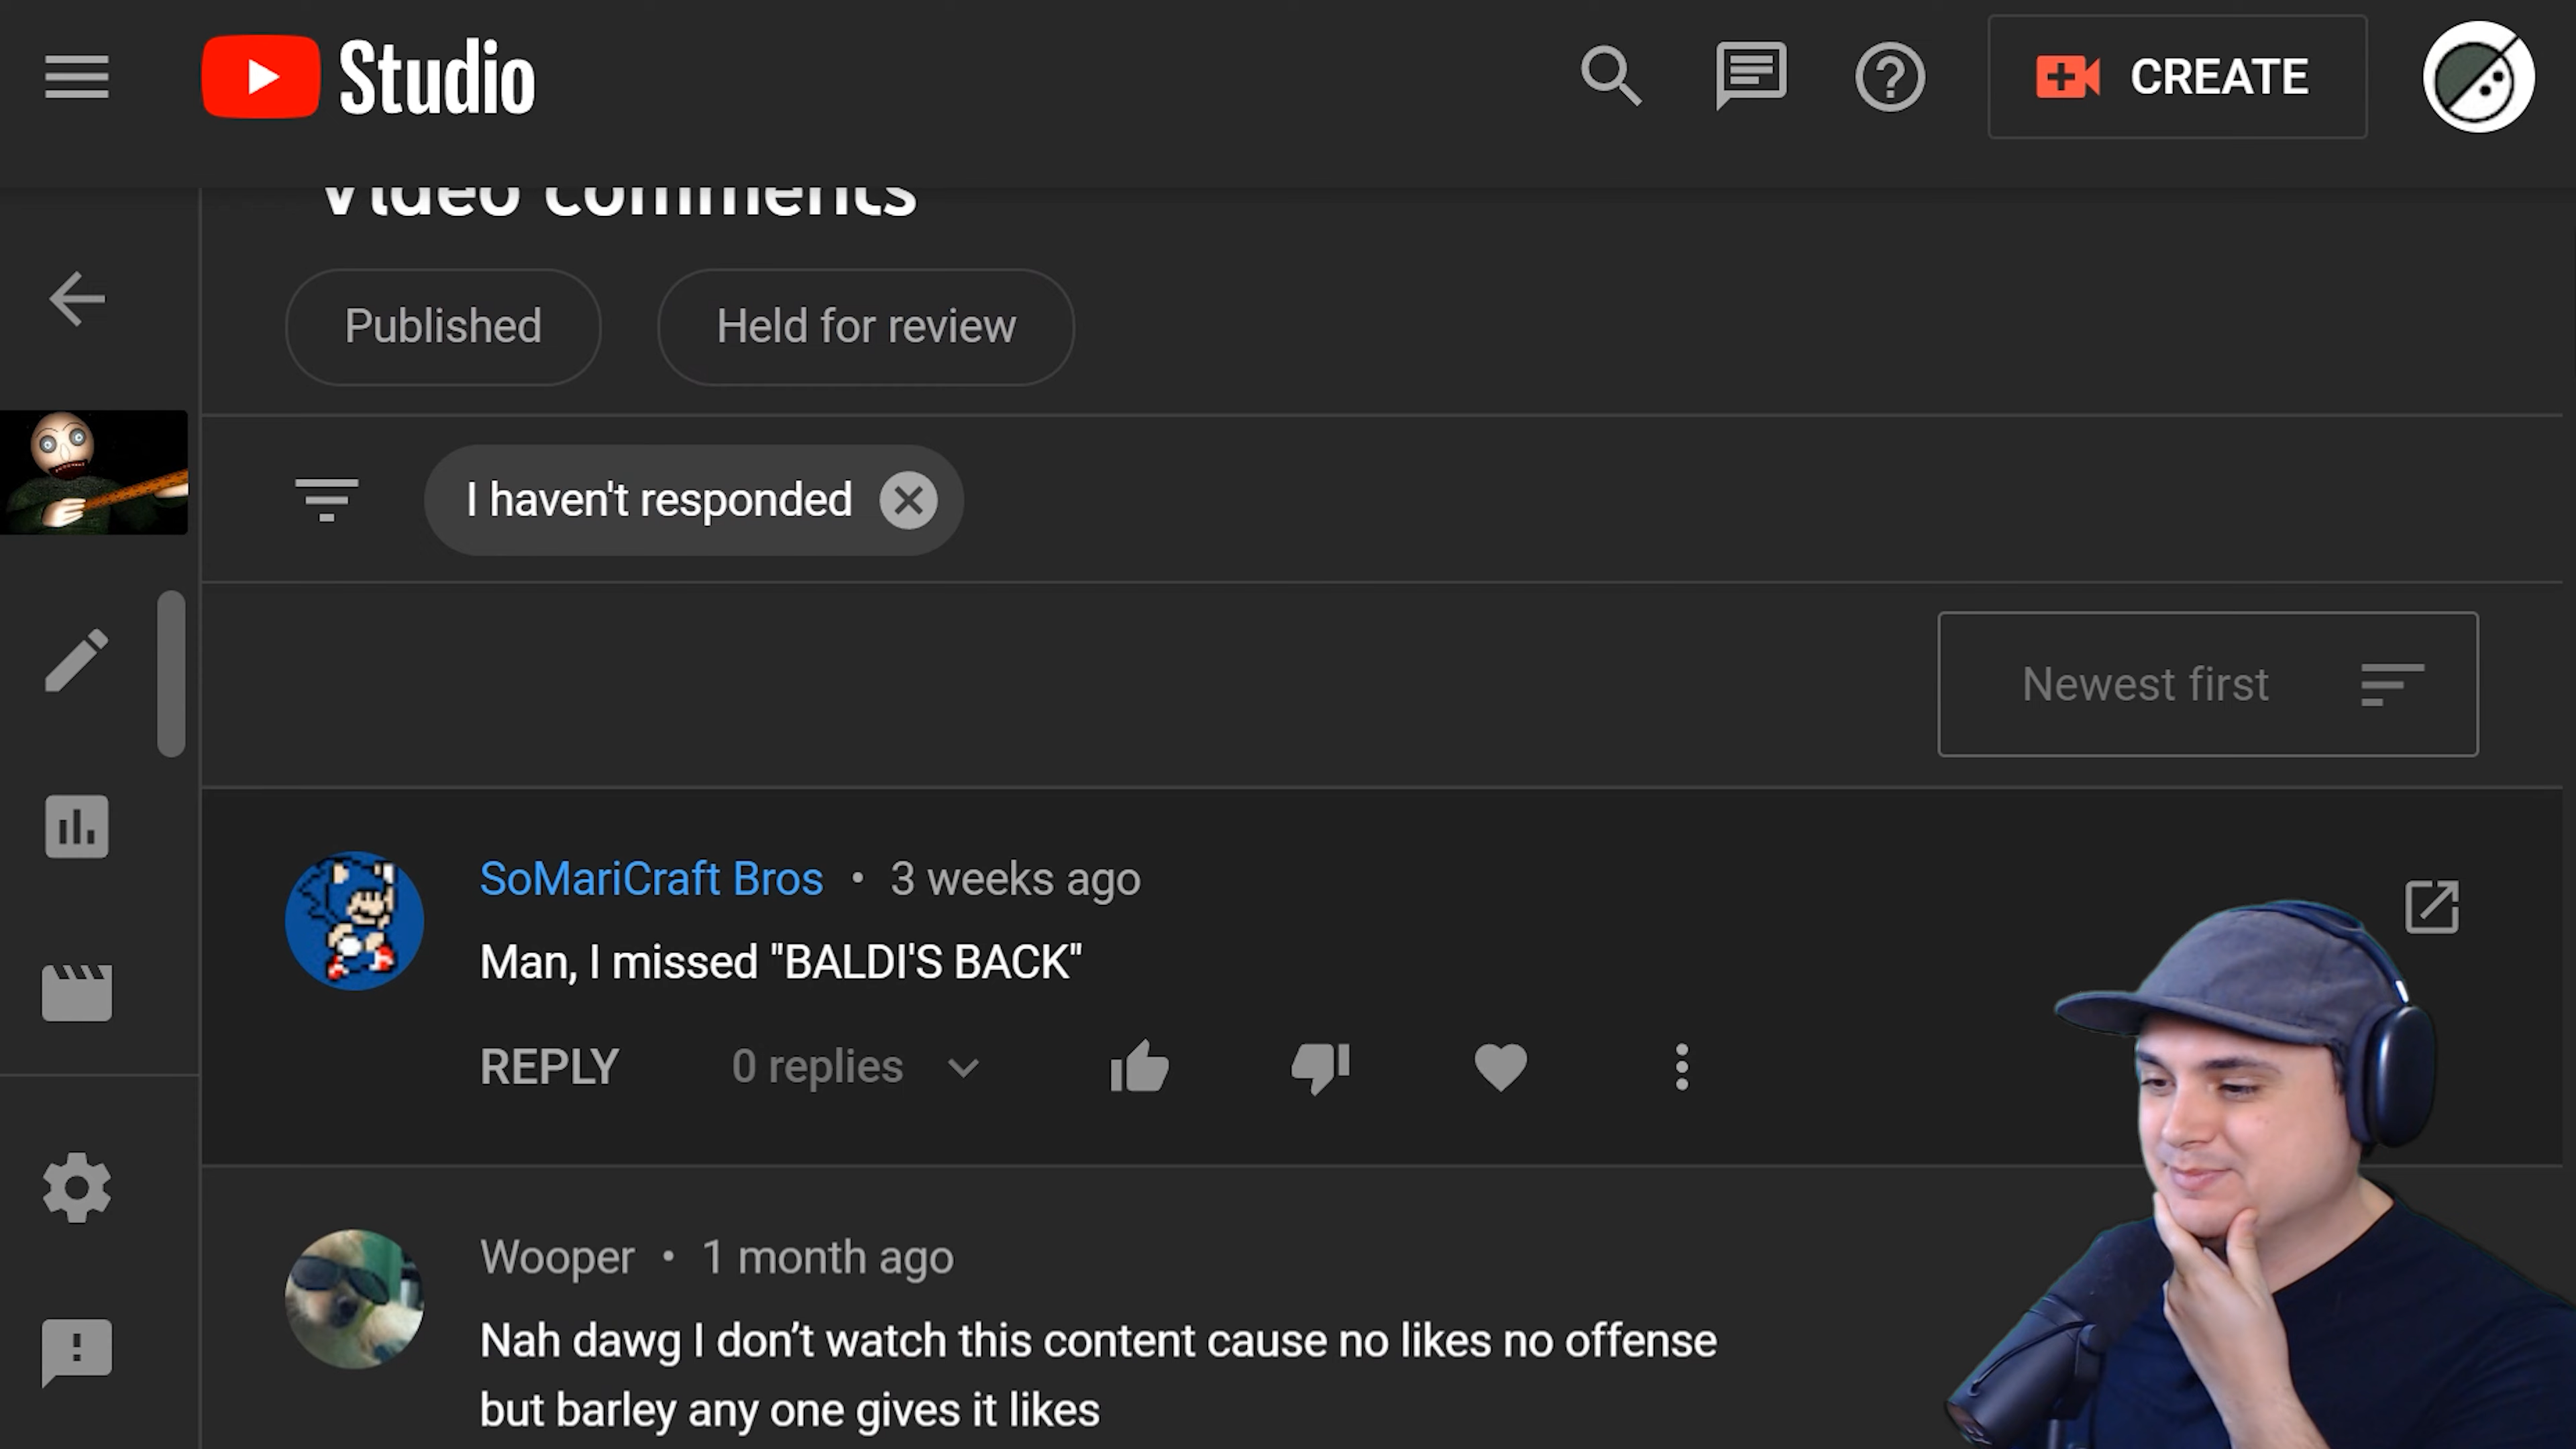 Studio
CREATE
Video comments
Published
Held for review
I haven't responded
Newest first
SoMariCraft Bros • 3 weeks ago
Man, I missed "BALDI'S BACK"
REPLY
0 replies
Wooper • 1 month ago
Nah dawg I don’t watch this content cause no likes no offense
but barley any one gives it likes